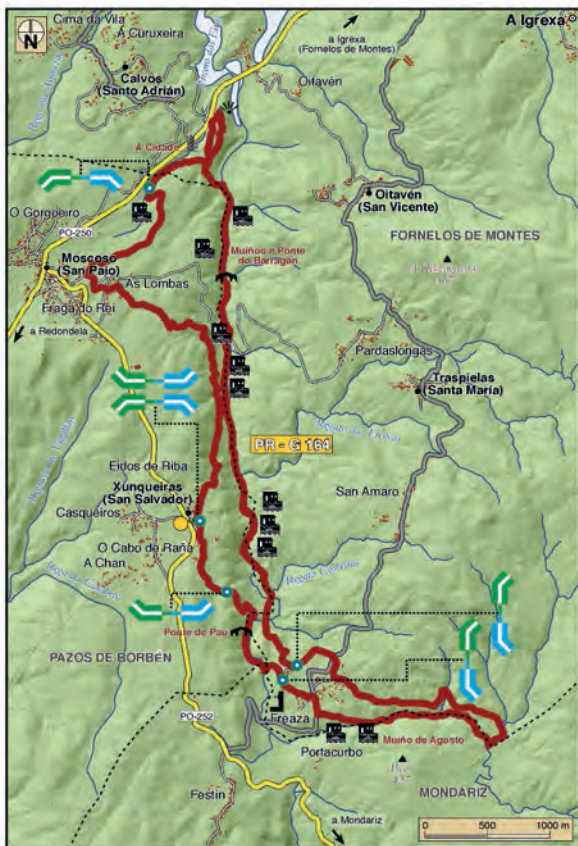 A Igrexa
Cima da Vila
A Curuxeira
N
a Igrexa
(Fornelos de Montes)
Calvos
(Santo Adrián)
Oitavén
A Cidade
Oitavén
(San Vicente)
O Gorgoeiro
PO-250
FORNELOS DE MONTES
Moscoso
(San Paio)
Muíños e Ponte
do Barragán
As Lombas
Fraga do Rei
a Redondela
Pardaslongas
Traspielas
(Santa María)
PR - G 164
Eidos de Riba
San Amaro
Xunqueiras
(San Salvador)
Casqueiros
O Cabo de Raña
A Chan
Ponte de Pau
PAZOS DE BORBÉN
PO-252
Freaza
Portacurbo
Muíño de Agosto
MONDARIZ
Festín
a Mondariz
0 500 1000 m